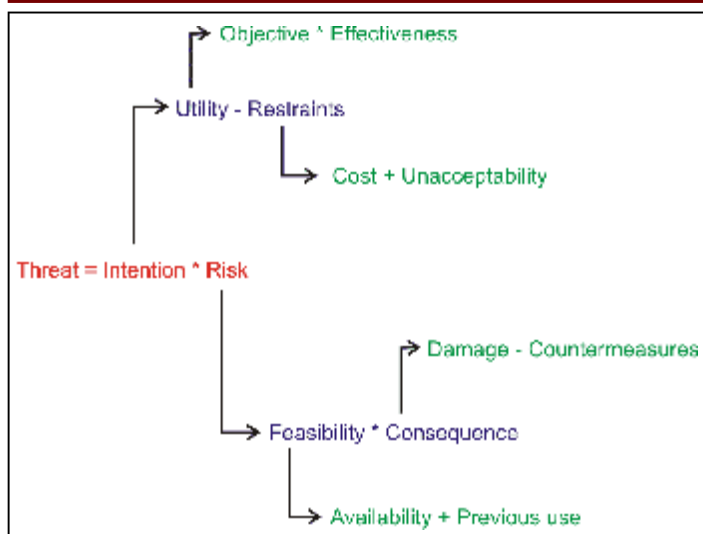 Objective * Effectiveness
Utility - Restraints
Cost + Unacceptability
Threat = Intention * Risk
Damage - Countermeasures
Feasibility * Consequence
Availability + Previous use